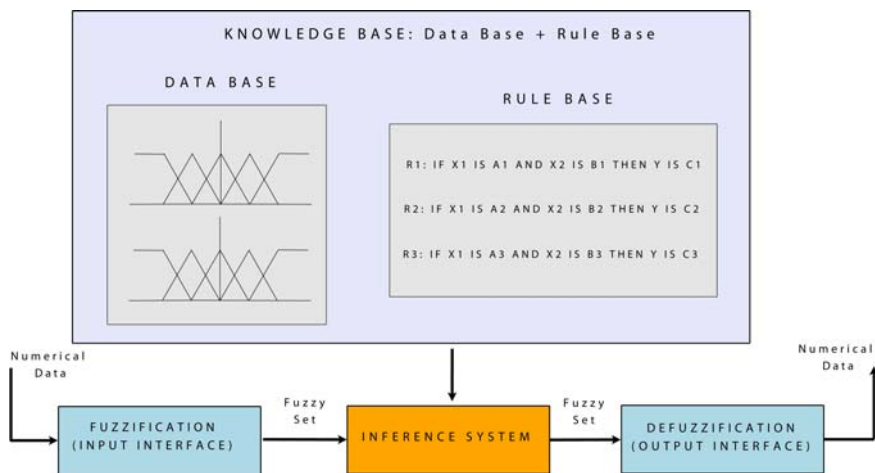 KNOWLEDGE BASE: Data Base + Rule Base
DATA BASE
RULE BASE
R1: IF X1 IS A1 AND X2 IS B1 THEN Y IS C1
R2: IF X1 IS A2 AND X2 IS B2 THEN Y IS C2
R3: IF X1 IS A3 AND X2 IS B3 THEN Y IS C3
Numerical
Data
Numerical
Data
FUZZIFICATION
(INPUT INTERFACE)
Fuzzy
Set
INFERENCE SYSTEM
Fuzzy
Set
DEFUZZIFICATION
(OUTPUT INTERFACE)